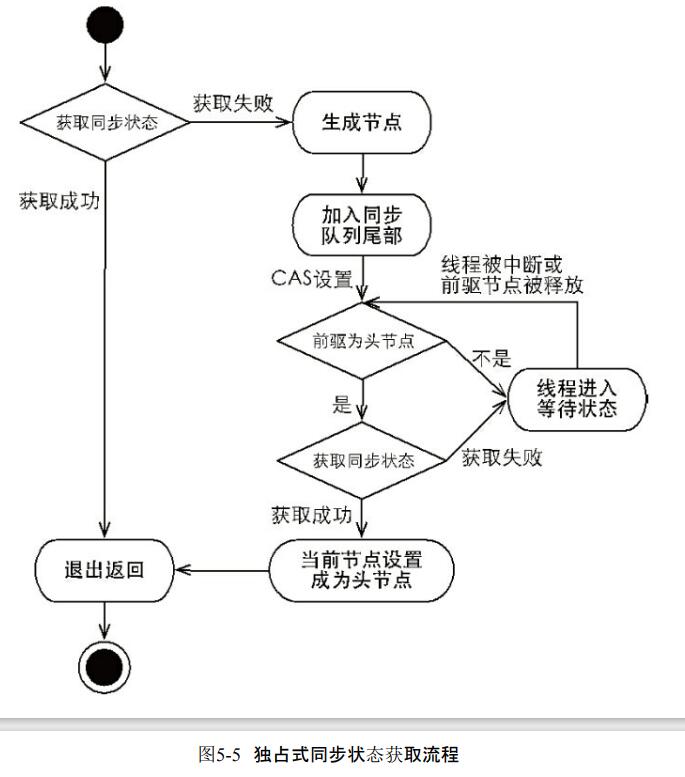 获取同步状态
获取失败
生成节点
获取成功
加入同步
队列尾部
CAS设置
线程被中断或
前驱节点被释放
前驱为头节点
不是
线程进入
等待状态
是
获取同步状态
获取失败
获取成功
退出返回
当前节点设置
成为头节点
图5-5 独占式同步状态获取流程